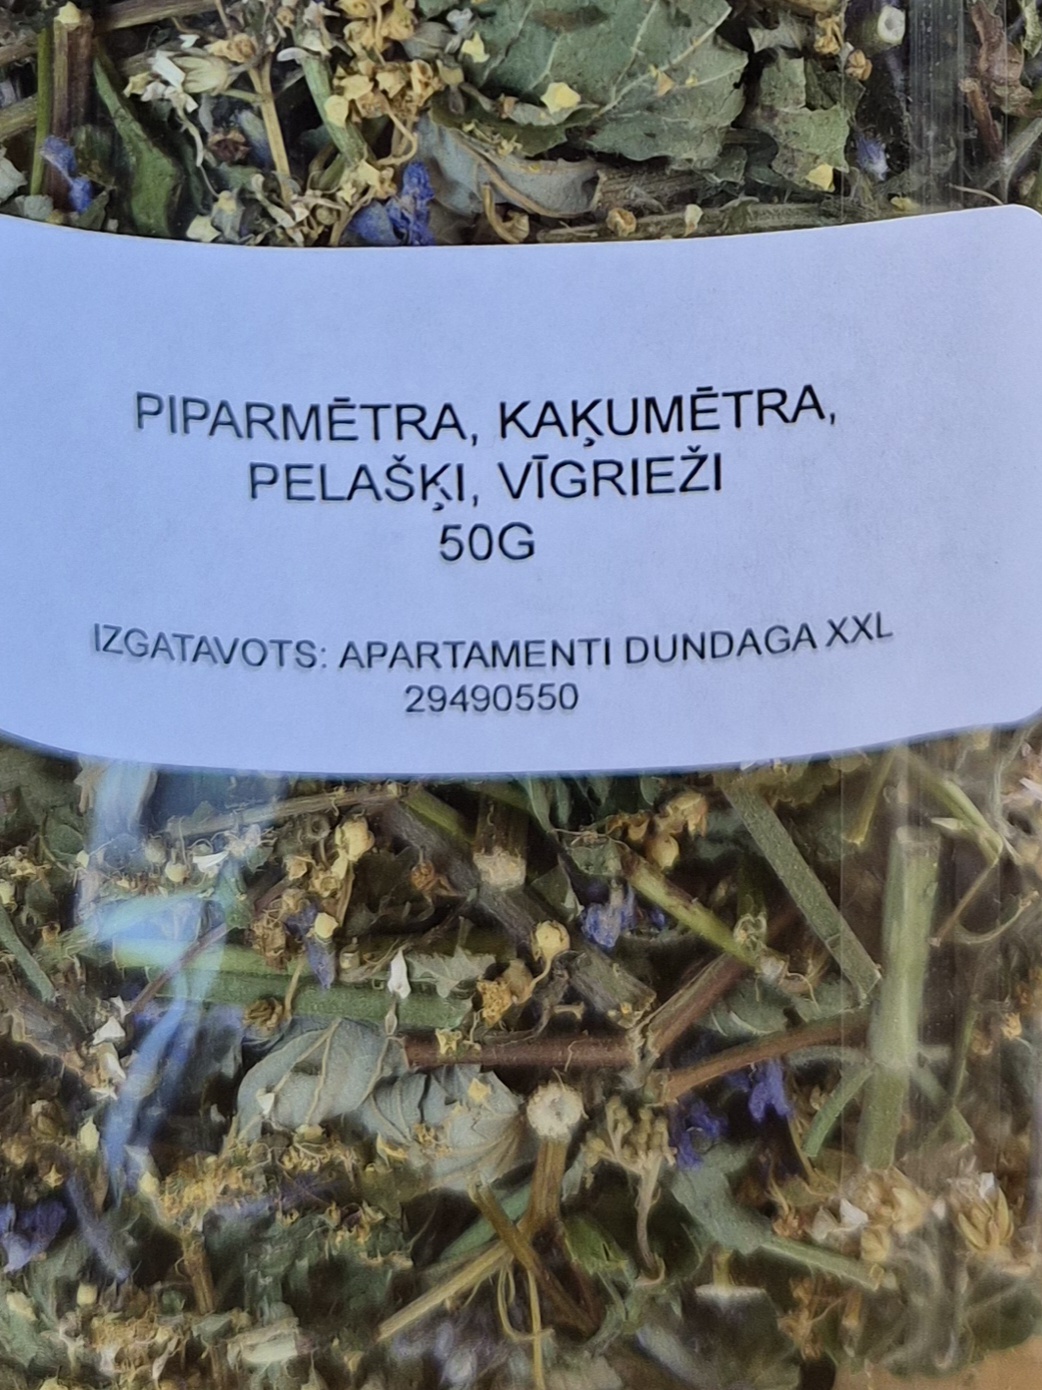 PIPARMĒTRA, KAĶUMĒTRA,
PELAŠĶI, VĪGRIEŽI
50G
IZGATAVOTS: APARTAMENTI DUNDAGA XXL
29490550